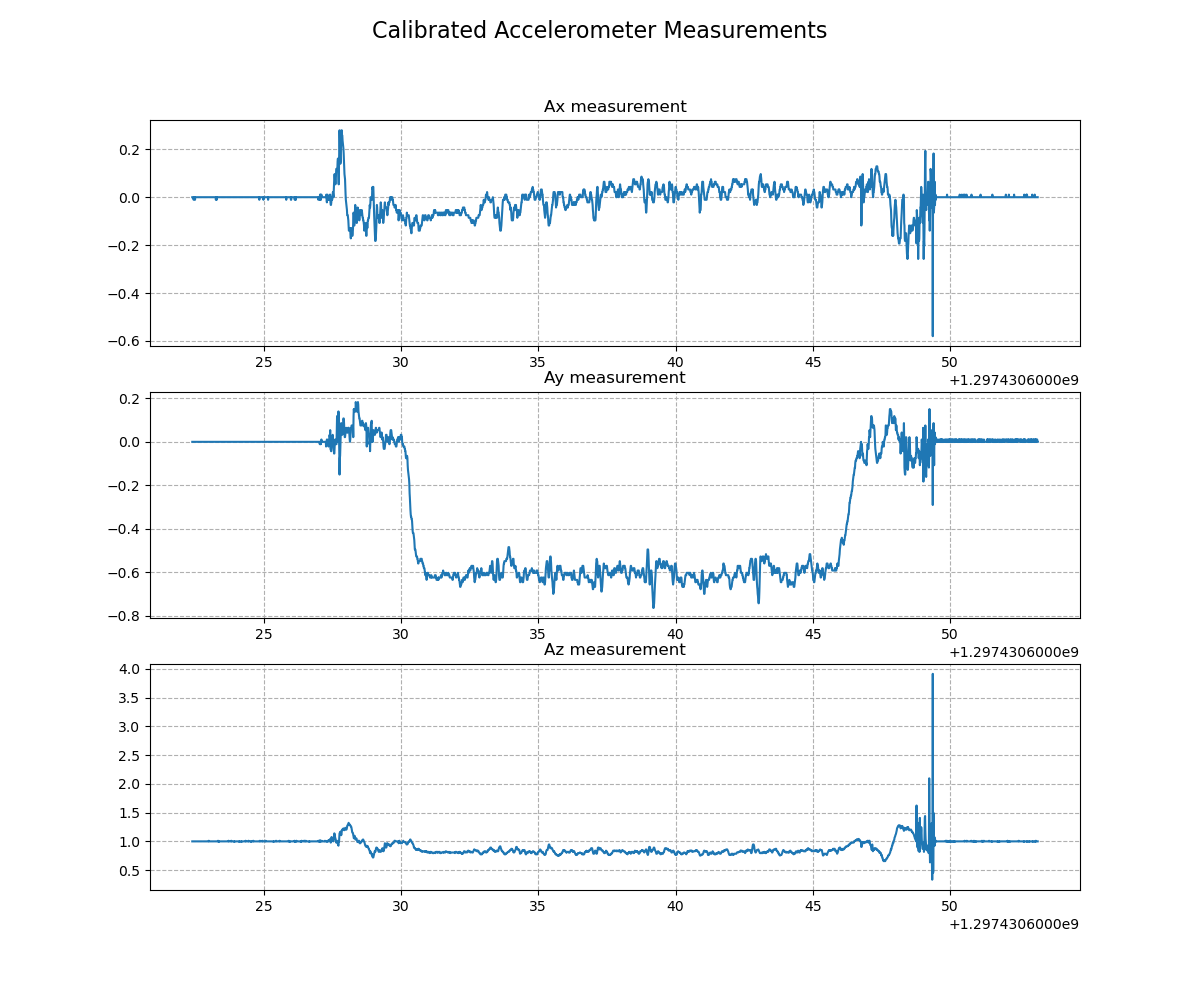 Calibrated Accelerometer Measurements
Ax measurement
0.2
0.0
−0.2
−0.4
−0.6
25 30 35 40 45 50
+1.2974306000e9
Ay measurement
0.2
0.0
−0.2
−0.4
−0.6
−0.8
25 30 35 40 45 50
+1.2974306000e9
Az measurement
4.0
3.5
3.0
2.5
2.0
1.5
1.0
0.5
25 30 35 40 45 50
+1.2974306000e9